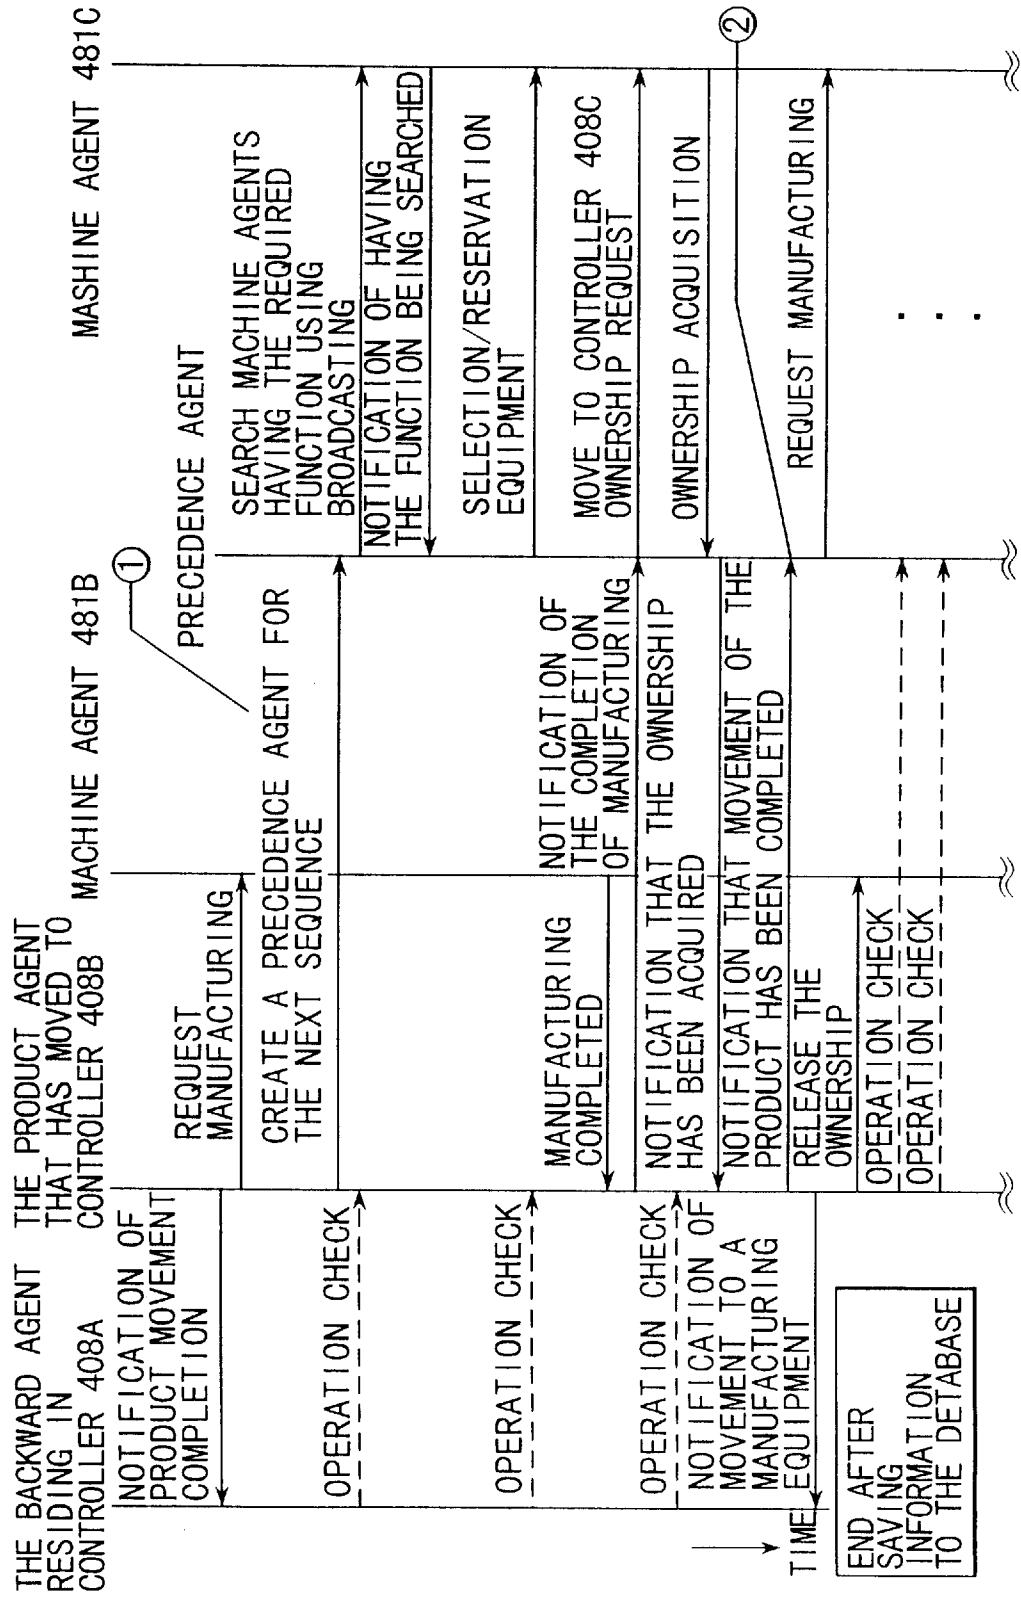 THE BACKWARD AGENT
RESIDING IN
CONTROLLER 408A
THE PRODUCT AGENT
THAT HAS MOVED TO
CONTROLLER 408B
MACHINE AGENT 481B
PRECEDENCE AGENT
MASHINE AGENT 481C
1
NOTIFICATION OF
PRODUCT MOVEMENT
COMPLETION
REQUEST
MANUFACTURING
CREATE A PRECEDENCE AGENT FOR
THE NEXT SEQUENCE
SEARCH MACHINE AGENTS
HAVING THE REQUIRED
FUNCTION USING
BROADCASTING
OPERATION CHECK
NOTIFICATION OF HAVING
THE FUNCTION BEING SEARCHED
SELECTION/RESERVATION
EQUIPMENT
OPERATION CHECK
MANUFACTURING
COMPLETED
NOTIFICATION OF
THE COMPLETION
OF MANUFACTURING
MOVE TO CONTROLLER 408C
OWNERSHIP REQUEST
OPERATION CHECK
NOTIFICATION THAT THE OWNERSHIP
HAS BEEN ACQUIRED
OWNERSHIP ACQUISITION
2
NOTIFICATION OF
MOVEMENT TO A
MANUFACTURING
EQUIPMENT
NOTIFICATION THAT MOVEMENT OF THE
PRODUCT HAS BEEN COMPLETED
REQUEST MANUFACTURING
RELEASE THE
OWNERSHIP
OPERATION CHECK
OPERATION CHECK
. . .
TIME
END AFTER
SAVING
INFORMATION
TO THE DETABASE